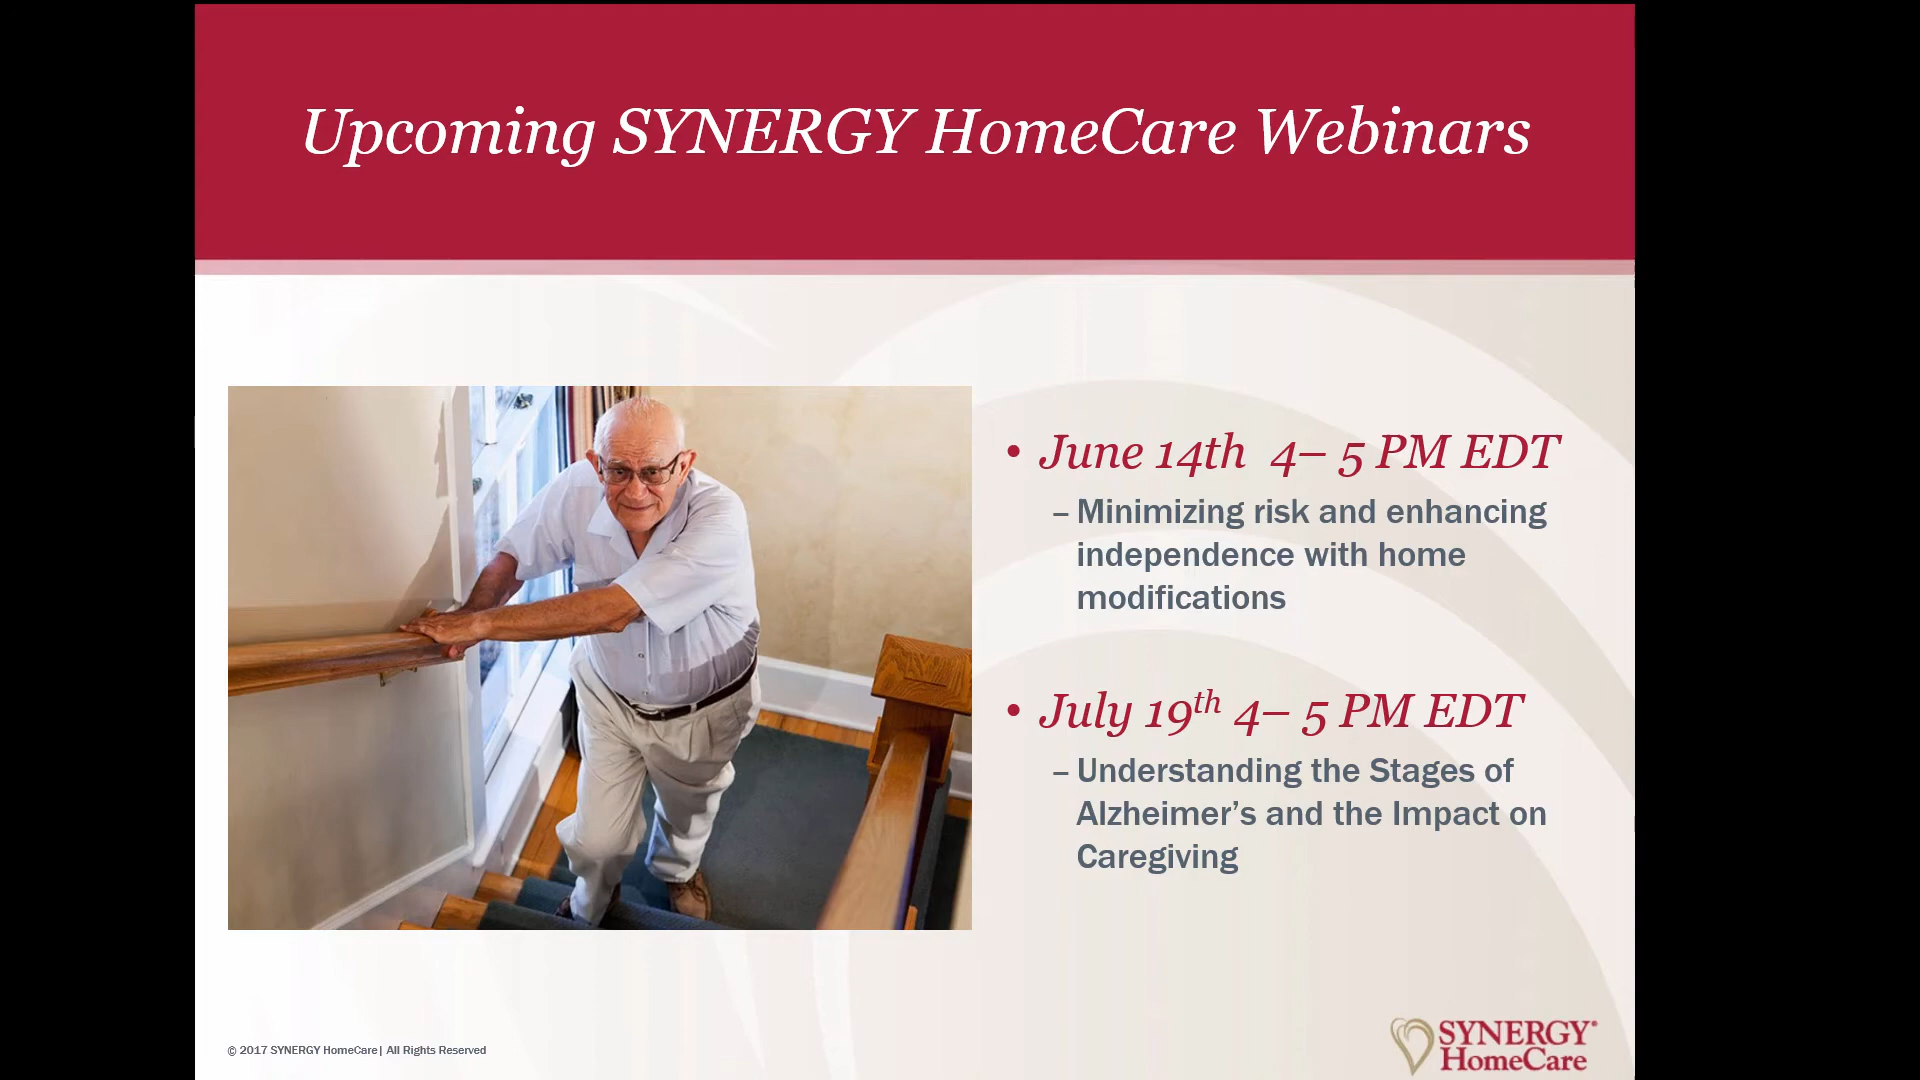 Upcoming SYNERGY HomeCare Webinars
• June 14th 4– 5 PM EDT
– Minimizing risk and enhancing
independence with home
modifications
• July 19th 4– 5 PM EDT
– Understanding the Stages of
Alzheimer’s and the Impact on
Caregiving
© 2017 SYNERGY HomeCare| All Rights Reserved
SYNERGY®
HomeCare